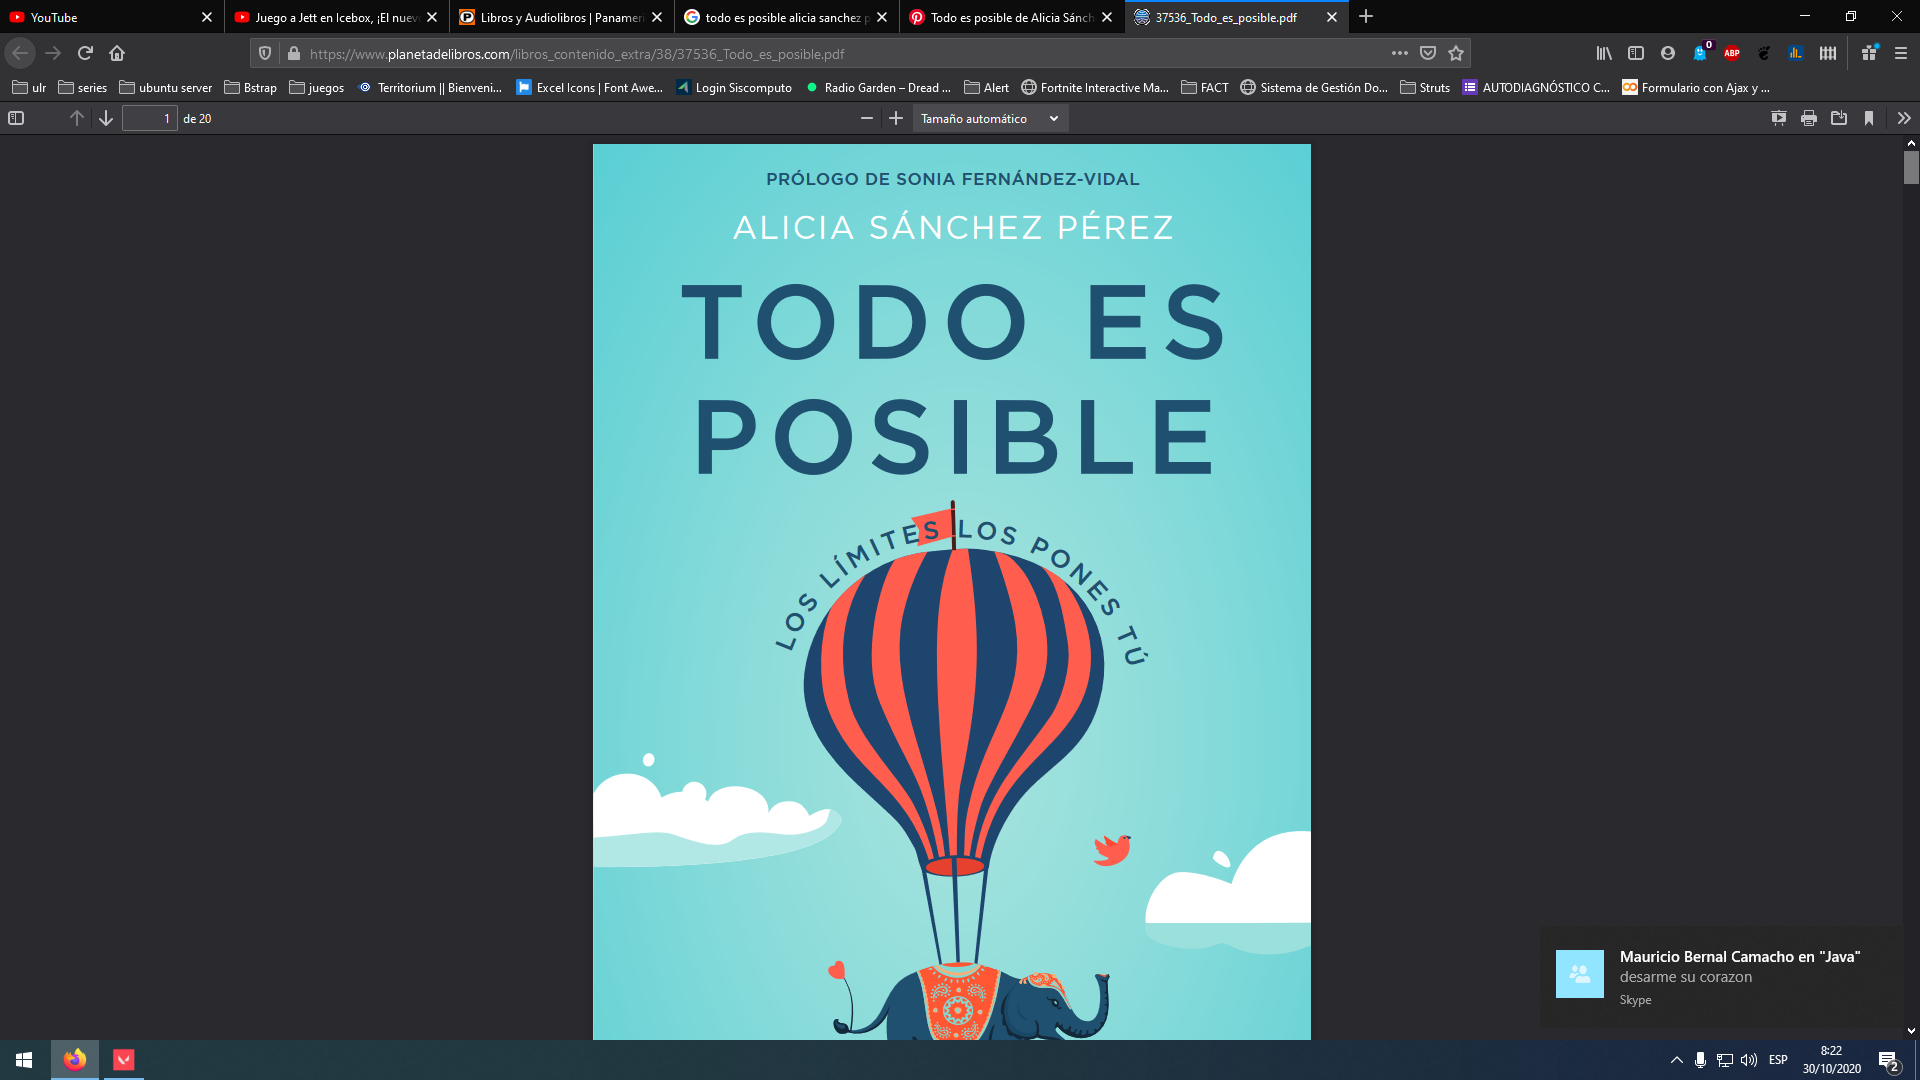 YouTube
Juego a Jett en Icebox, ¡El nuev
Libros y Audiolibros | Panameri
todo es posible alicia sanchez p
Todo es posible de Alicia Sánch
37536_Todo_es_posible.pdf
https://www.planetadelibros.com/libros_contenido_extra/38/37536_Todo_es_posible.pdf
0
ABP
ulr
series
ubuntu server
Bstrap
juegos
Territorium || Bienveni...
Excel Icons | Font Awe...
Login Siscomputo
Radio Garden – Dread ...
Alert
Fortnite Interactive Ma...
FACT
Sistema de Gestión Do...
Struts
AUTODIAGNÓSTICO C...
Formulario con Ajax y ...
1 de 20
Tamaño automático
PRÓLOGO DE SONIA FERNÁNDEZ-VIDAL
ALICIA SÁNCHEZ PÉREZ
TODO ES
POSIBLE
LOS LÍMITES LOS PONES TÚ
Mauricio Bernal Camacho en "Java"
desarme su corazon
Skype
ESP
8:22
30/10/2020
2